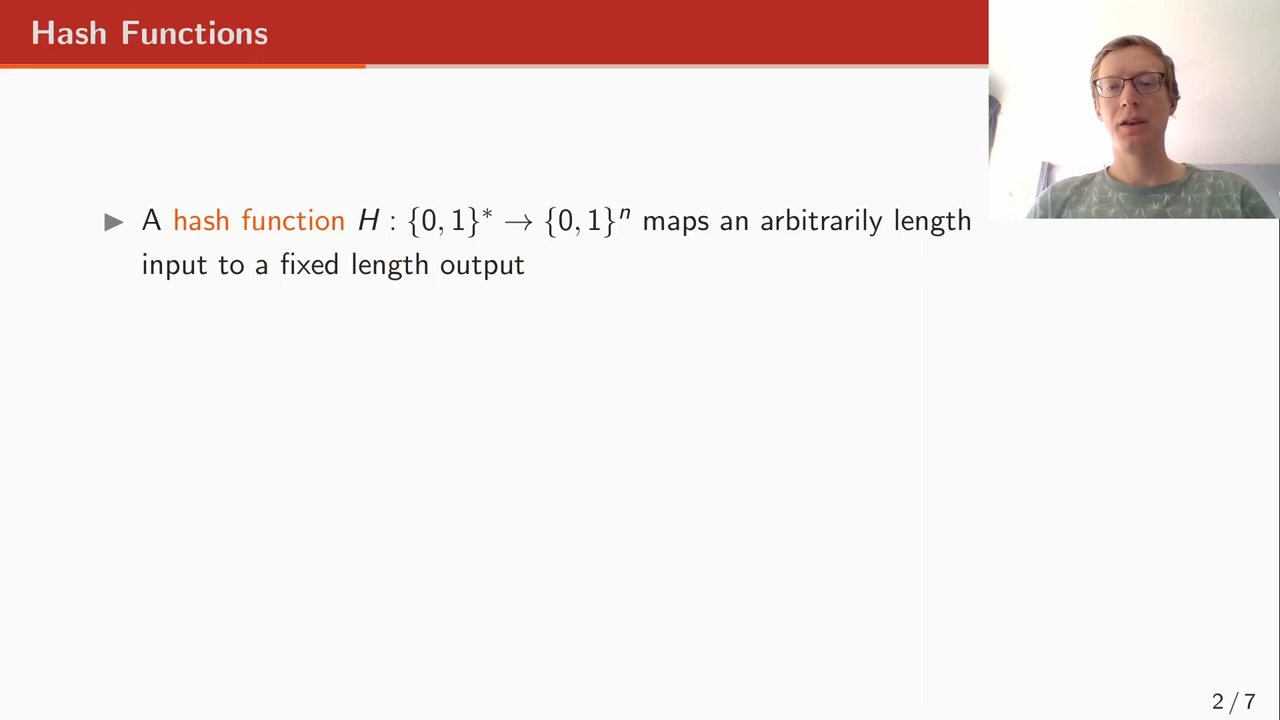 Hash Functions
▶ A hash function H : {0, 1}* → {0, 1}ⁿ maps an arbitrarily length
input to a fixed length output
2 / 7